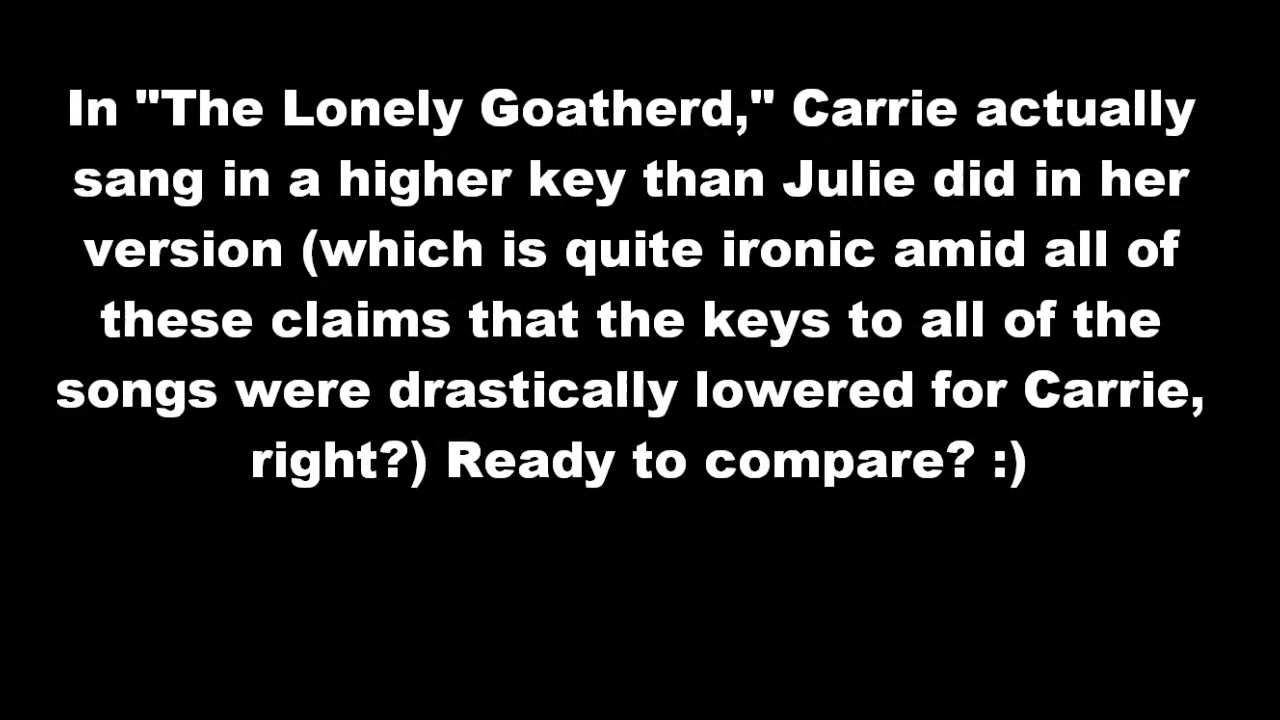 In "The Lonely Goatherd," Carrie actually
sang in a higher key than Julie did in her
version (which is quite ironic amid all of
these claims that the keys to all of the
songs were drastically lowered for Carrie,
right?) Ready to compare? :)